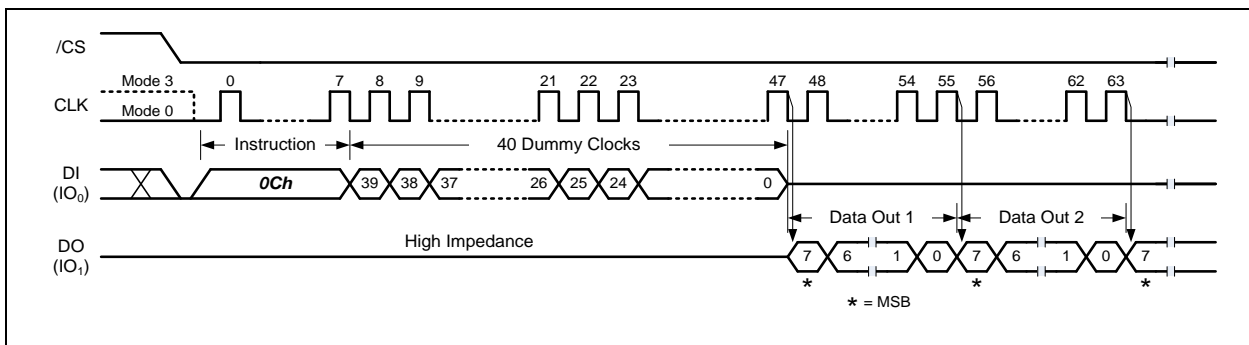 /CS
Mode 3 0 7 8 9 21 22 23 47 48 54 55 56 62 63
CLK
Mode 0
Instruction 40 Dummy Clocks
DI
(IO0)
0Ch 39 38 37 26 25 24 0
Data Out 1 Data Out 2
DO
(IO1)
High Impedance
7 6 1 0 7 6 1 0 7
* * *
* = MSB